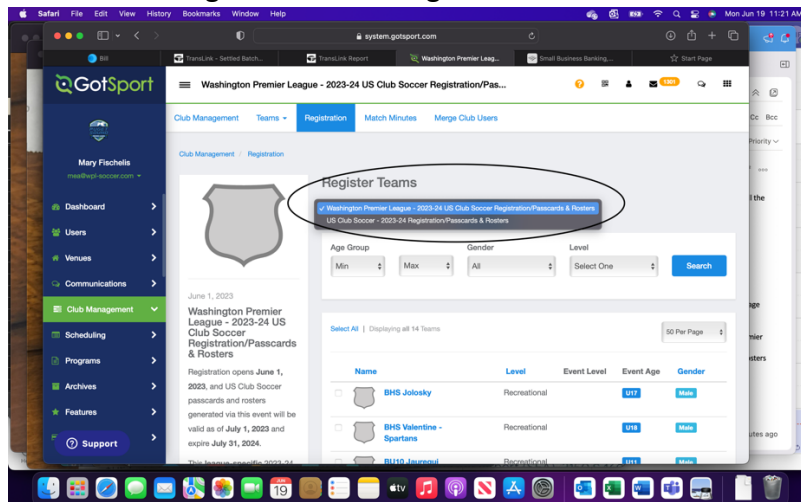 Safari File Edit View History Bookmarks Window Help
Mon Jun 19 11:21 AM
system.gotsport.com
Bill
TransLink - Settled Batch...
TransLink Report
Washington Premier Leag...
Small Business Banking,...
Start Page
GotSport
Washington Premier League - 2023-24 US Club Soccer Registration/Pas...
1301
Cc Bcc
Priority
Club Management Teams Registration Match Minutes Merge Club Users
Club Management / Registration
Mary Fischelis
mea@wpl-soccer.com
Dashboard
Users
Venues
Communications
Club Management
Scheduling
Programs
Archives
Features
Support
Register Teams
✓ Washington Premier League - 2023-24 US Club Soccer Registration/Passcards & Rosters
US Club Soccer - 2023-24 Registration/Passcards & Rosters
Age Group Gender Level
Min Max All Select One Search
June 1, 2023
Washington Premier
League - 2023-24 US
Club Soccer
Registration/Passcards
& Rosters
Registration opens June 1,
2023, and US Club Soccer
passcards and rosters
generated via this event will be
valid as of July 1, 2023 and
expire July 31, 2024.
This league-specific 2023-24
Select All | Displaying all 14 Teams
50 Per Page
Name Level Event Level Event Age Gender
BHS Jolosky Recreational U17 Male
BHS Valentine - Recreational U18 Male
Spartans
BU10 Jauregui Recreational U11 Male
l the
age
mier
sters
utes ago
JUN
19
tv